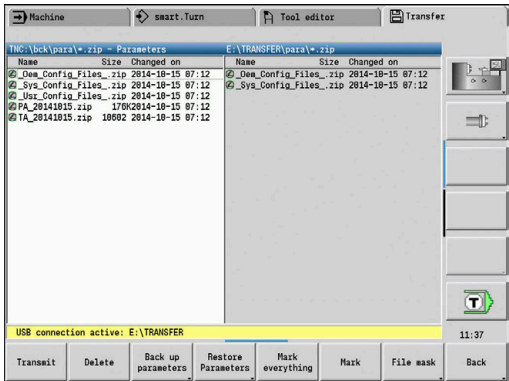 Machine
smart.Turn
Tool editor
Transfer
TNC:\bck\para\*.zip - Parameters
E:\TRANSFER\para\*.zip
Name Size Changed on
Name Size Changed on
_Oem_Config_Files_.zip 2014-10-15 07:12
_Oem_Config_Files_.zip 2014-10-15 07:12
_Sys_Config_Files_.zip 2014-10-15 07:12
_Sys_Config_Files_.zip 2014-10-15 07:12
_Usr_Config_Files_.zip 2014-10-15 07:12
PA_20141015.zip 176K2014-10-15 07:12
TA_20141015.zip 10602 2014-10-15 07:12
T
USB connection active: E:\TRANSFER
11:37
Transmit
Delete
Back up
parameters
Restore
Parameters
Mark
everything
Mark
File mask
Back